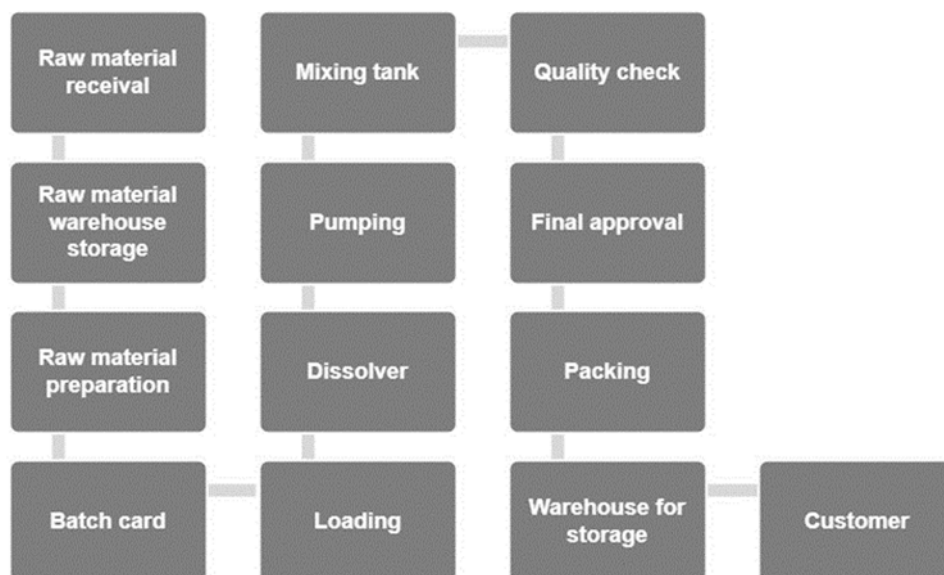 Raw material
receival
Raw material
warehouse
storage
Raw material
preparation
Batch card
Loading
Dissolver
Pumping
Mixing tank
Quality check
Final approval
Packing
Warehouse for
storage
Customer